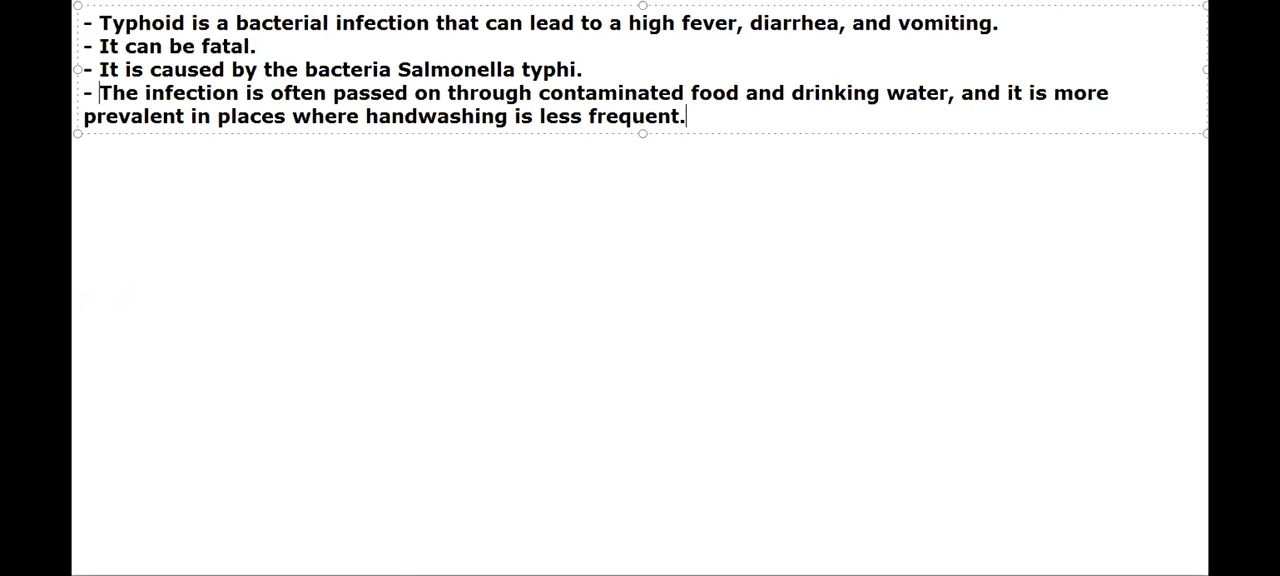 - Typhoid is a bacterial infection that can lead to a high fever, diarrhea, and vomiting.
- It can be fatal.
- It is caused by the bacteria Salmonella typhi.
- The infection is often passed on through contaminated food and drinking water, and it is more
prevalent in places where handwashing is less frequent.